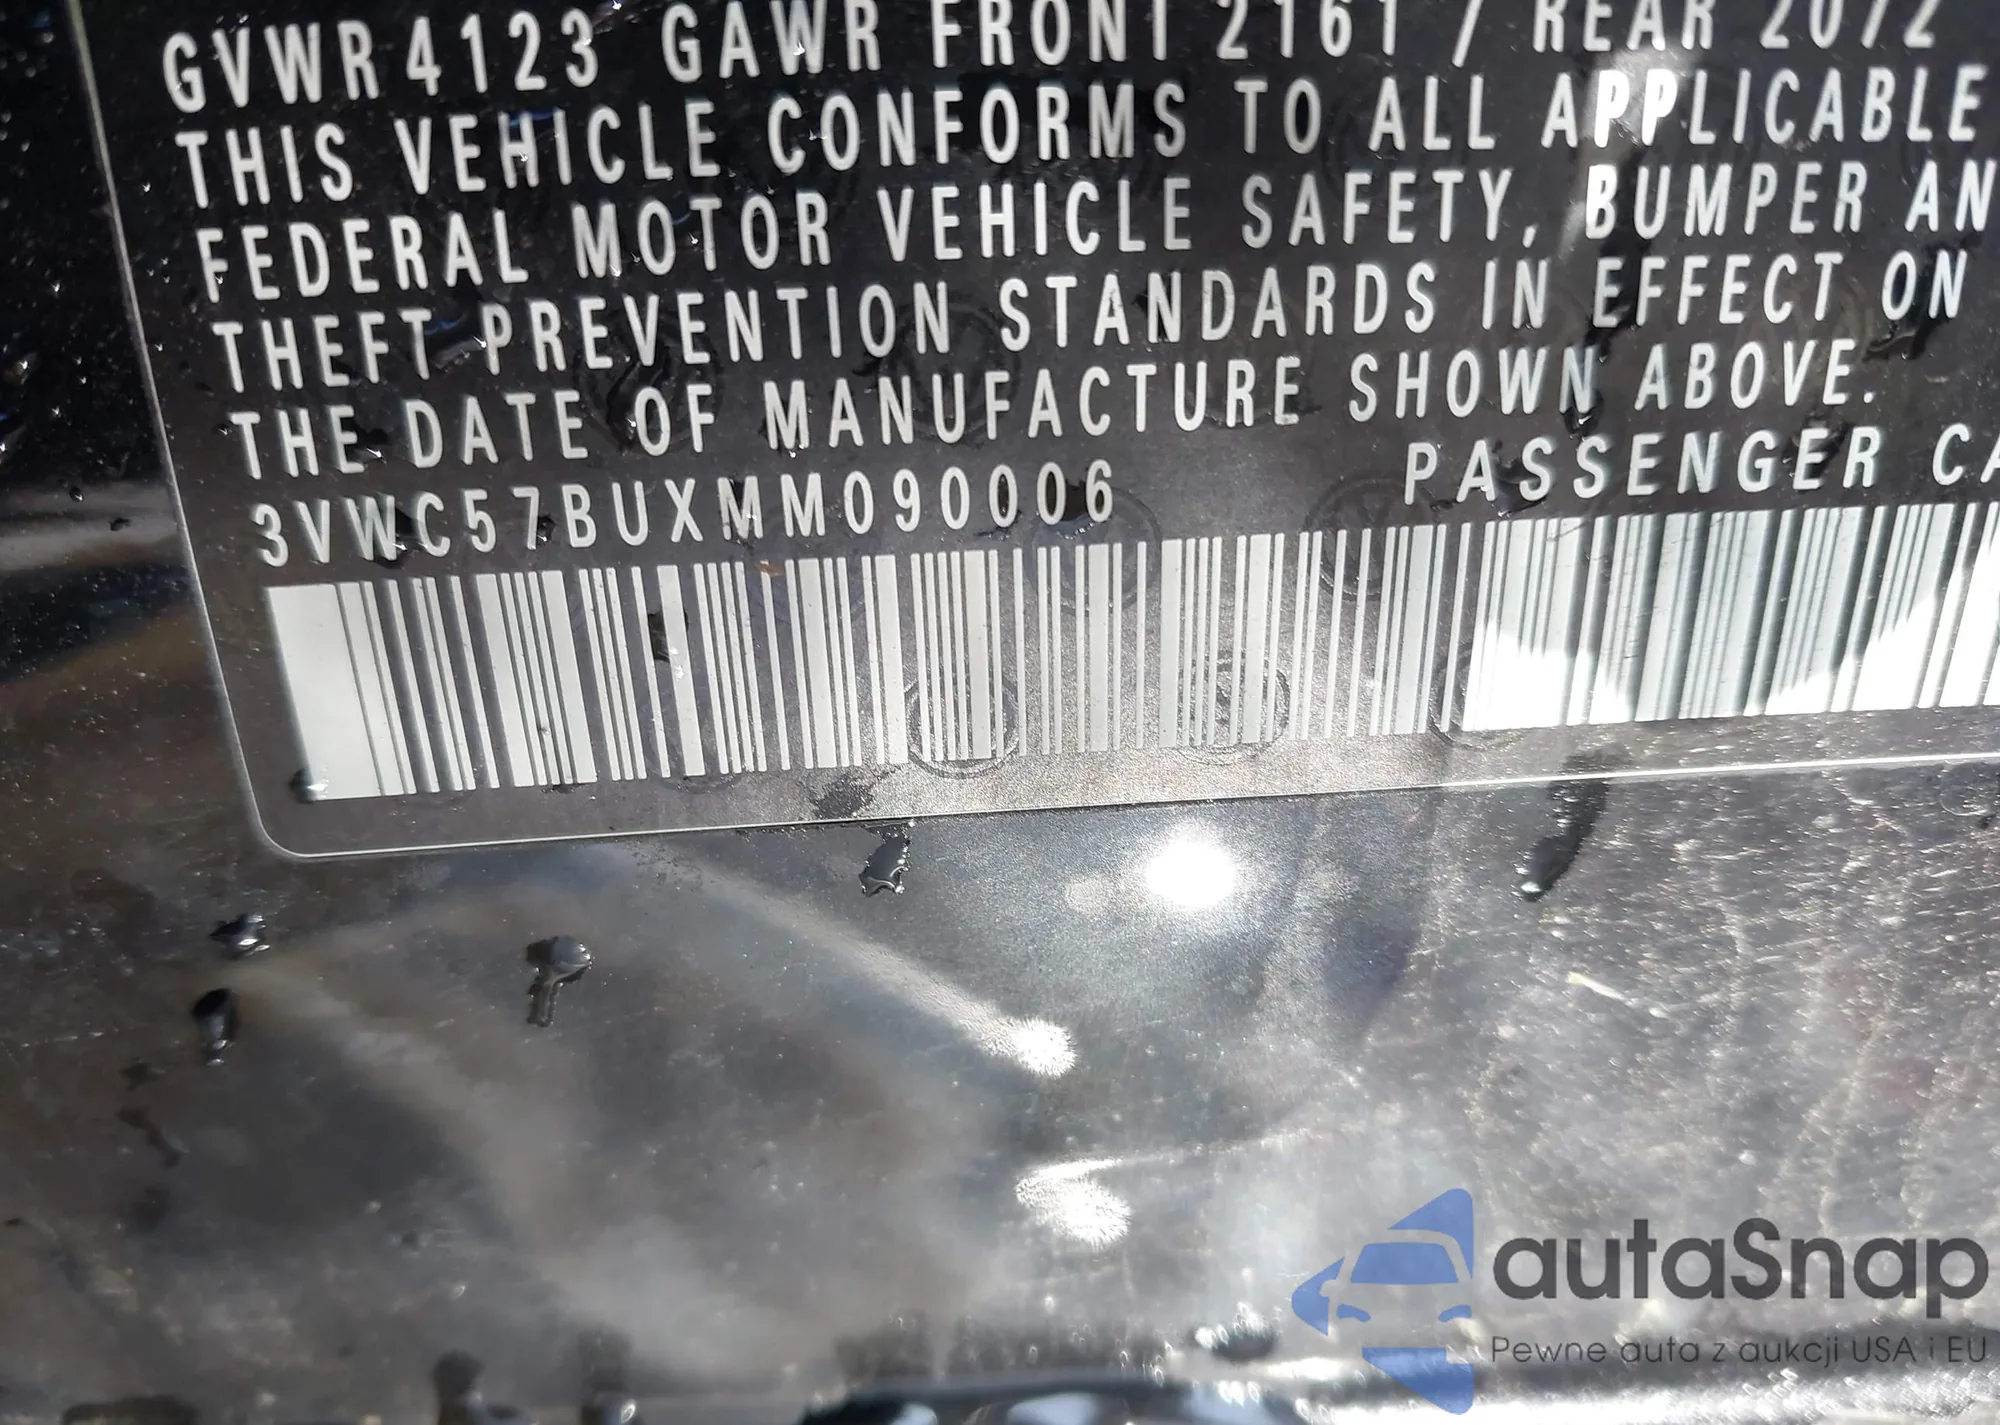 GVWR 4123 GAWR FRONT 2161 / REAR 2072
THIS VEHICLE CONFORMS TO ALL APPLICABLE
FEDERAL MOTOR VEHICLE SAFETY, BUMPER AN
THEFT PREVENTION STANDARDS IN EFFECT ON
THE DATE OF MANUFACTURE SHOWN ABOVE.
3VWC57BUXMM090006 PASSENGER CA
autaSnap
Pewne auta z aukcji USA i EU